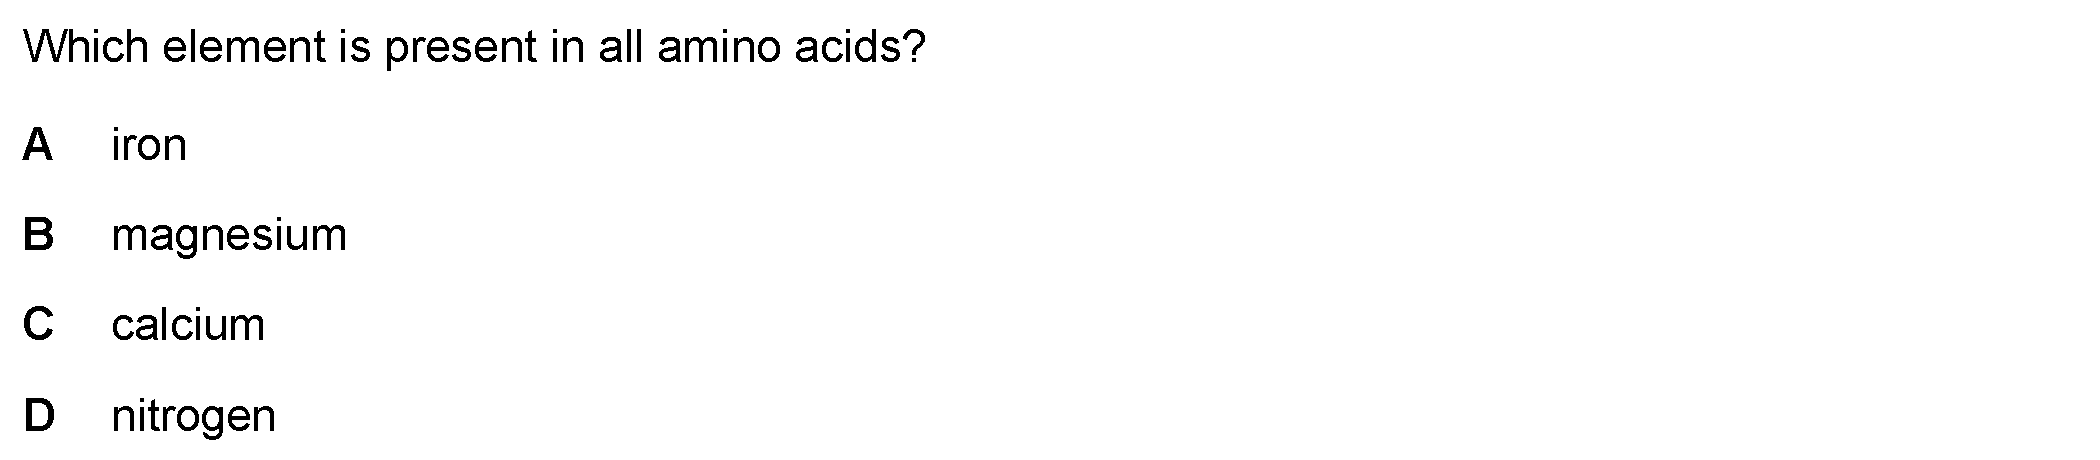 Which element is present in all amino acids?
A iron
B magnesium
C calcium
D nitrogen